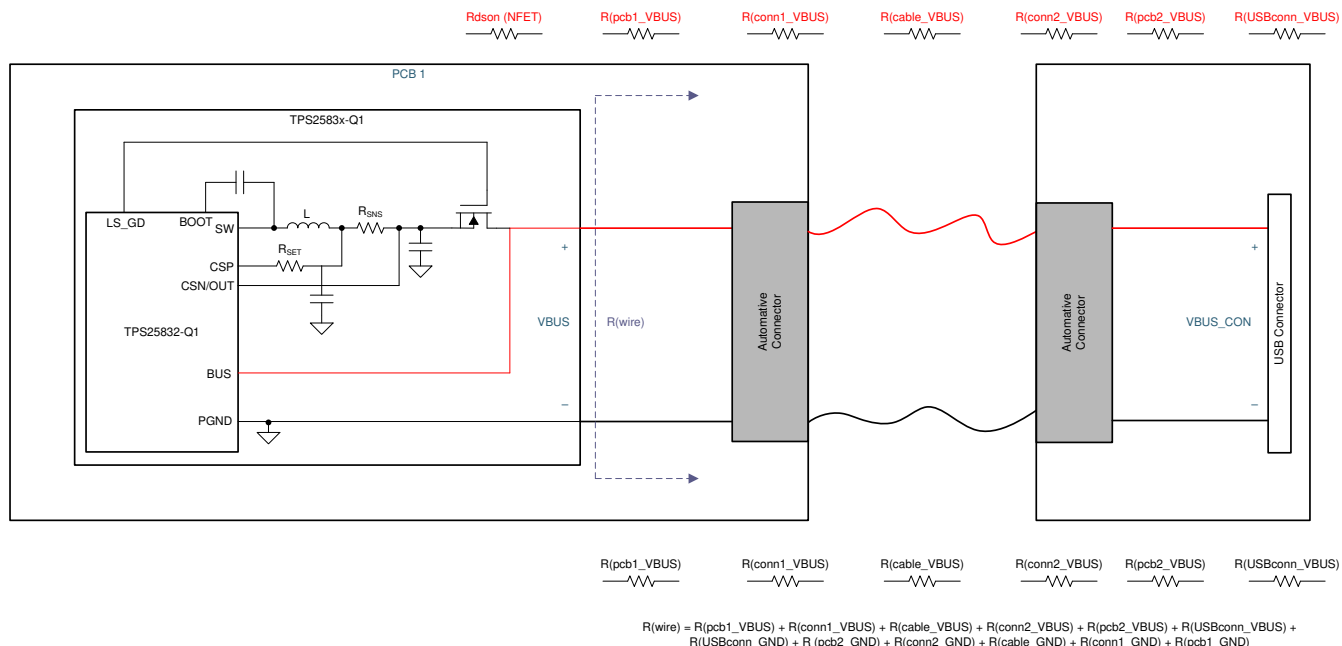 Rdson (NFET) R(pcb1_VBUS) R(conn1_VBUS) R(cable_VBUS) R(conn2_VBUS) R(pcb2_VBUS) R(USBconn_VBUS)
PCB 1
TPS2583x-Q1
LS_GD
BOOT
SW
L
RSNS
RSET
CSP
CSN/OUT
TPS25832-Q1
BUS
PGND
+
VBUS
–
R(wire)
Automative
Connector
Automative
Connector
+
VBUS_CON
–
USB Connector
R(pcb1_VBUS) R(conn1_VBUS) R(cable_VBUS) R(conn2_VBUS) R(pcb2_VBUS) R(USBconn_VBUS)
R(wire) = R(pcb1_VBUS) + R(conn1_VBUS) + R(cable_VBUS) + R(conn2_VBUS) + R(pcb2_VBUS) + R(USBconn_VBUS) +
R(USBconn_GND) + R (pcb2_GND) + R(conn2_GND) + R(cable_GND) + R(conn1_GND) + R(pcb1_GND)